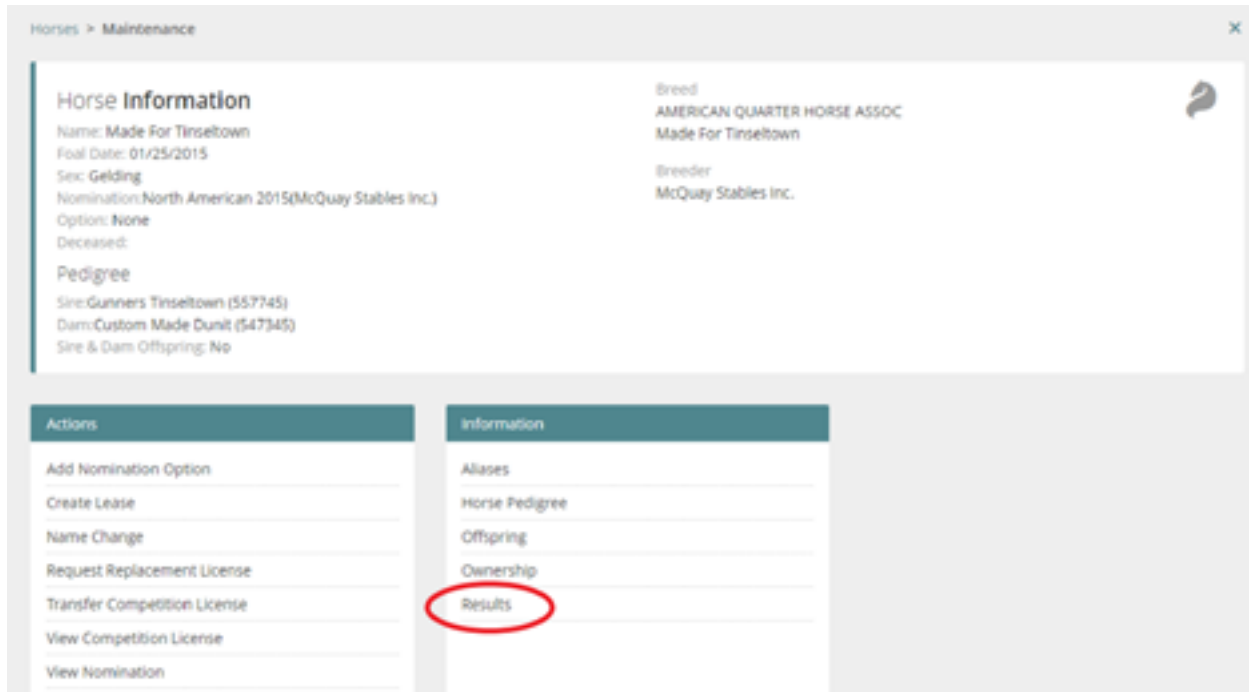 Horses > Maintenance
Horse Information
Name: Made For Tinseltown
Foal Date: 01/25/2015
Sex: Gelding
Nomination:North American 2015(McQuay Stables Inc.)
Option: None
Deceased:
Pedigree
Sire:Gunners Tinseltown (557745)
Dam:Custom Made Dunit (547345)
Sire & Dam Offspring: No
Breed
AMERICAN QUARTER HORSE ASSOC
Made For Tinseltown
Breeder
McQuay Stables Inc.
Actions
Add Nomination Option
Create Lease
Name Change
Request Replacement License
Transfer Competition License
View Competition License
View Nomination
Information
Aliases
Horse Pedigree
Offspring
Ownership
Results